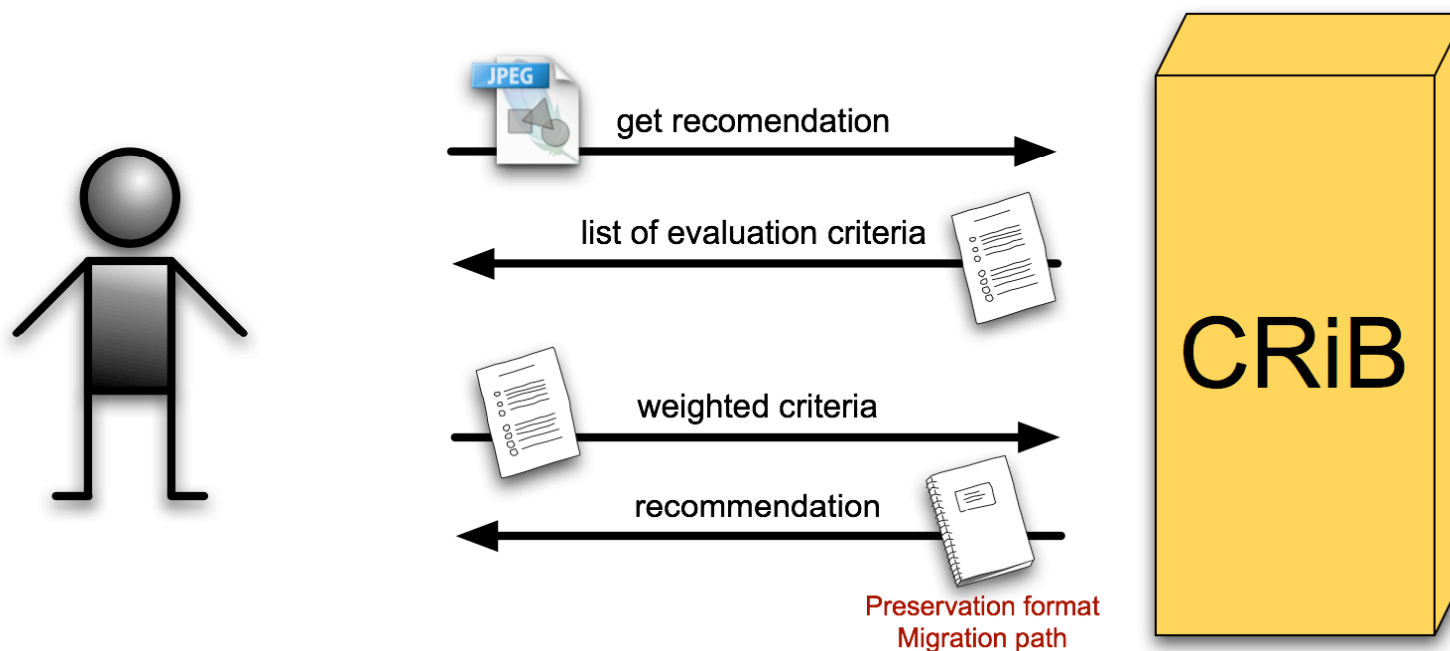 JPEG
get recomendation
list of evaluation criteria
CRiB
weighted criteria
recommendation
Preservation format
Migration path